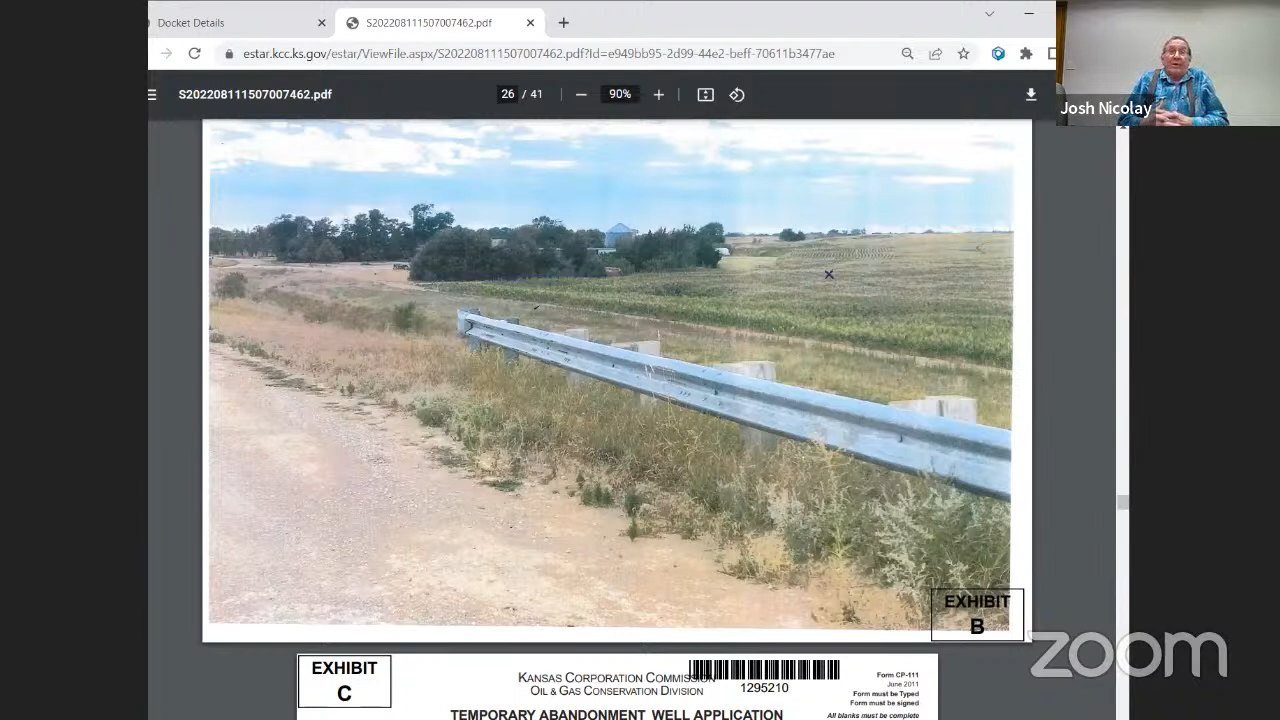 Docket Details
S202208111507007462.pdf
estar.kcc.ks.gov/estar/ViewFile.aspx/S202208111507007462.pdf?Id=e949bb95-2d99-44e2-beff-70611b3477ae
S202208111507007462.pdf
26 / 41
90%
Josh Nicolay
EXHIBIT
B
zoom
EXHIBIT
C
KANSAS CORPORATION COMMISSION
OIL & GAS CONSERVATION DIVISION
1295210
TEMPORARY ABANDONMENT WELL APPLICATION
Form CP-111
June 2011
Form must be Typed
Form must be signed
All blanks must be complete